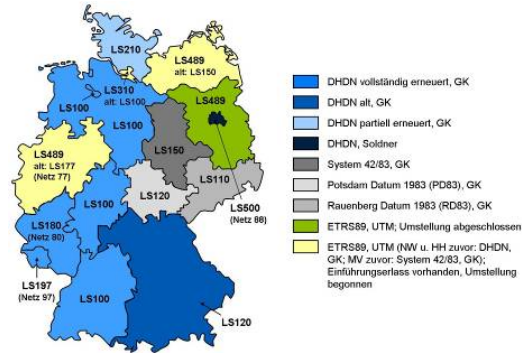 LS210
LS489
alt: LS150
LS310
alt: LS100
LS100
LS100
LS489
LS489
alt: LS177
(Netz 77)
LS150
LS110
LS120
LS500
(Netz 88)
LS100
LS180
(Netz 80)
LS197
(Netz 97)
LS100
LS120
DHDN vollständig erneuert, GK
DHDN alt, GK
DHDN partiell erneuert, GK
DHDN, Soldner
System 42/83, GK
Potsdam Datum 1983 (PD83), GK
Rauenberg Datum 1983 (RD83), GK
ETRS89, UTM; Umstellung abgeschlossen
ETRS89, UTM (NW u. HH zuvor: DHDN,
GK; MV zuvor: System 42/83, GK);
Einführungserlass vorhanden, Umstellung
begonnen